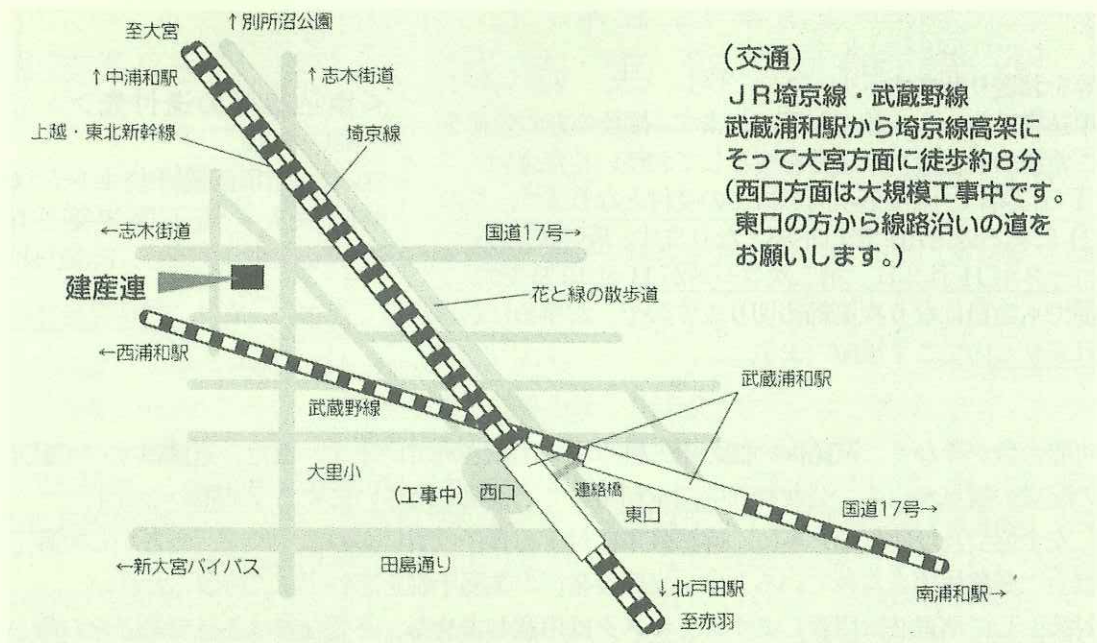 ↑別所沼公園
至大宮
↑中浦和駅
↑志木街道
上越・東北新幹線
埼京線
(交通)
JR埼京線・武蔵野線
武蔵浦和駅から埼京線高架に
そって大宮方面に徒歩約8分
(西口方面は大規模工事中です。
東口の方から線路沿いの道を
お願いします。)
←志木街道
国道17号→
建産連
花と緑の散歩道
←西浦和駅
武蔵野線
武蔵浦和駅
大里小
(工事中)
西口
連絡橋
東口
国道17号→
←新大宮バイパス
田島通り
↓北戸田駅
至赤羽
南浦和駅→